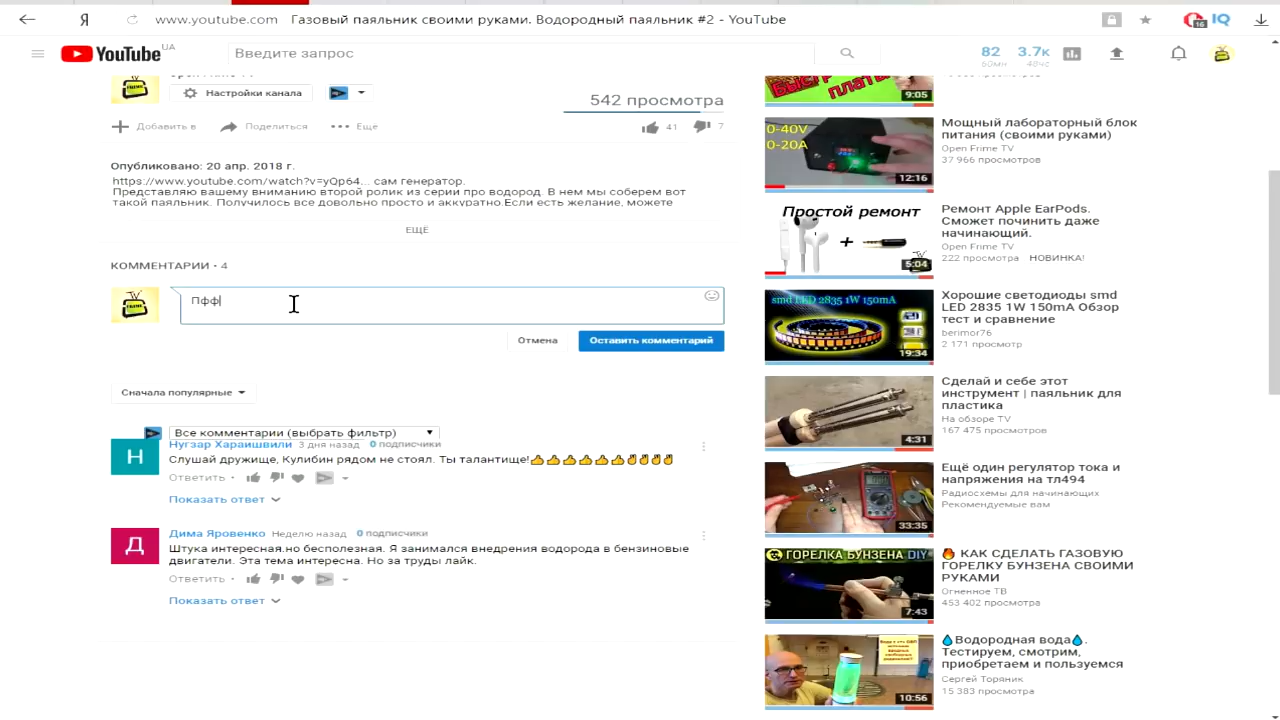 Я
www.youtube.com
Газовый паяльник своими руками. Водородный паяльник #2 - YouTube
16
IQ
YouTube
UA
Введите запрос
82
60мн
3.7к
48чс
Настройки канала
542 просмотра
Добавить в
Поделиться
Ещё
41
7
Опубликовано: 20 апр. 2018 г.
https://www.youtube.com/watch?v=yQp64... сам генератор.
Представляю вашему вниманию второй ролик из серии про водород. В нем мы соберем вот
такой паяльник. Получилось все довольно просто и аккуратно.Если есть желание, можете
ЕЩЁ
КОММЕНТАРИИ • 4
Пфф
Отмена
Оставить комментарий
Сначала популярные
Все комментарии (выбрать фильтр)
Н
Нугзар Хараишвили 3 дня назад 0 подписчики
Слушай дружище, Кулибин рядом не стоял. Ты талантище!👍👍👍👍👍👍✌✌✌✌
Ответить •
Показать ответ
Д
Дима Яровенко Неделю назад 0 подписчики
Штука интересная.но бесполезная. Я занимался внедрения водорода в бензиновые
двигатели. Эта тема интересна. Но за труды лайк.
Ответить •
Показать ответ
9:05
0-40V
0-20A
12:16
Мощный лабораторный блок
питания (своими руками)
Open Frime TV
37 966 просмотров
Простой ремонт
+
5:04
Ремонт Apple EarPods.
Сможет починить даже
начинающий.
Open Frime TV
222 просмотра НОВИНКА!
smd LED 2835 1W 150mA
19:34
Хорошие светодиоды smd
LED 2835 1W 150mA Обзор
тест и сравнение
berimor76
2 171 просмотр
4:31
Сделай и себе этот
инструмент | паяльник для
пластика
На обзоре TV
167 475 просмотров
33:35
Ещё один регулятор тока и
напряжения на тл494
Радиосхемы для начинающих
Рекомендуемые вам
ГОРЕЛКА БУНЗЕНА DIY
7:43
🔥 КАК СДЕЛАТЬ ГАЗОВУЮ
ГОРЕЛКУ БУНЗЕНА СВОИМИ
РУКАМИ
Огненное ТВ
453 402 просмотра
10:56
💧Водородная вода💧.
Тестируем, смотрим,
приобретаем и пользуемся
Сергей Торяник
15 383 просмотра